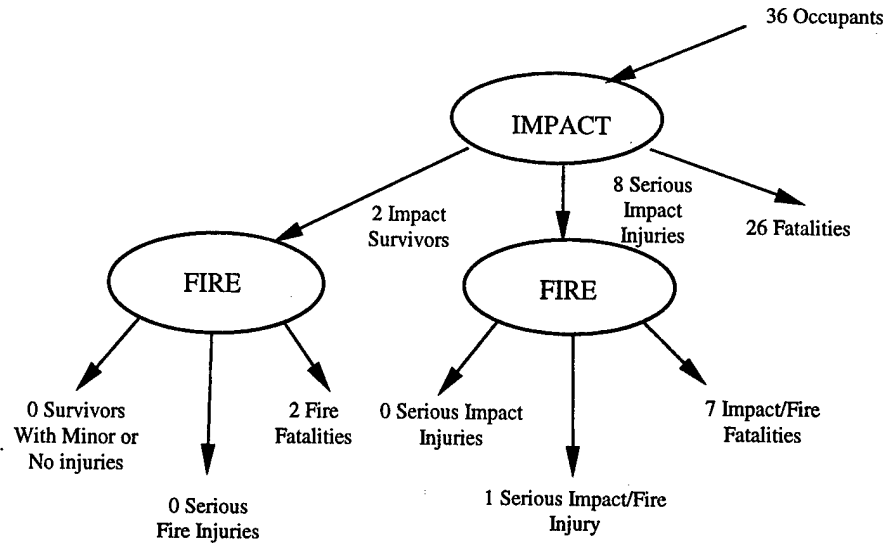 36 Occupants
IMPACT
2 Impact
Survivors
8 Serious
Impact
Injuries
26 Fatalities
FIRE
FIRE
0 Survivors
With Minor or
No injuries
0 Serious
Fire Injuries
2 Fire
Fatalities
0 Serious Impact
Injuries
1 Serious Impact/Fire
Injury
7 Impact/Fire
Fatalities